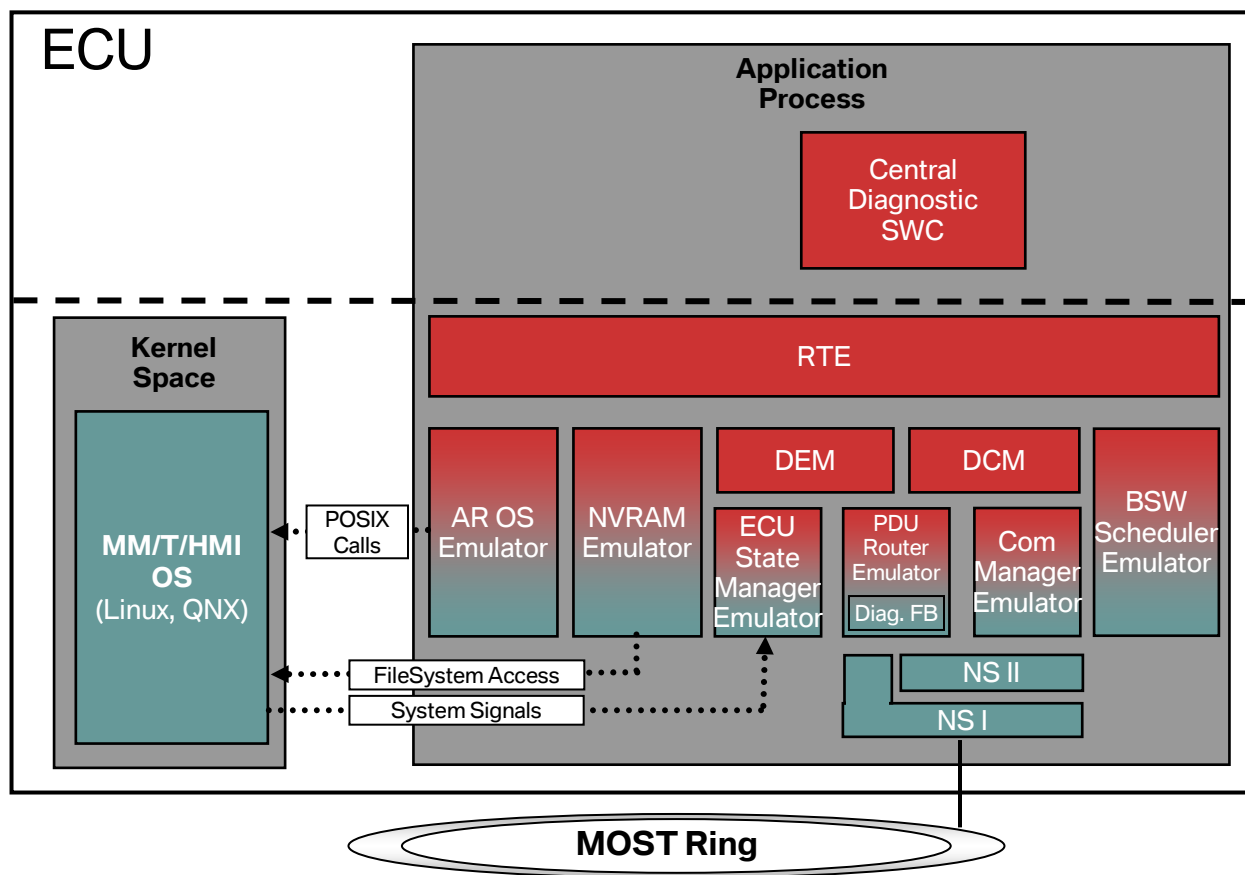 ECU
Application
Process
Central
Diagnostic
SWC
Kernel
Space
RTE
MM/T/HMI
OS
(Linux, QNX)
POSIX
Calls
AR OS
Emulator
NVRAM
Emulator
DEM
DCM
ECU
State
Manager
Emulator
PDU
Router
Emulator
Diag. FB
Com
Manager
Emulator
BSW
Scheduler
Emulator
FileSystem Access
System Signals
NS II
NS I
MOST Ring